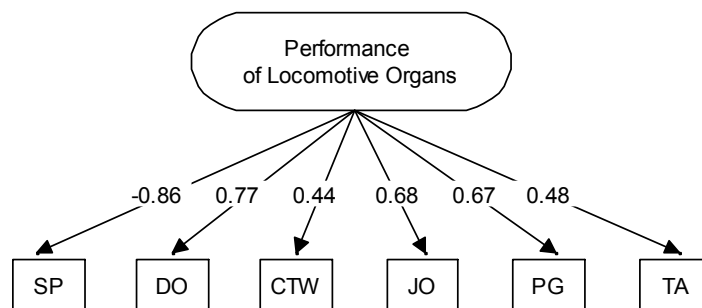 Performance
of Locomotive Organs
-0.86 0.77 0.44 0.68 0.67 0.48
SP DO CTW JO PG TA